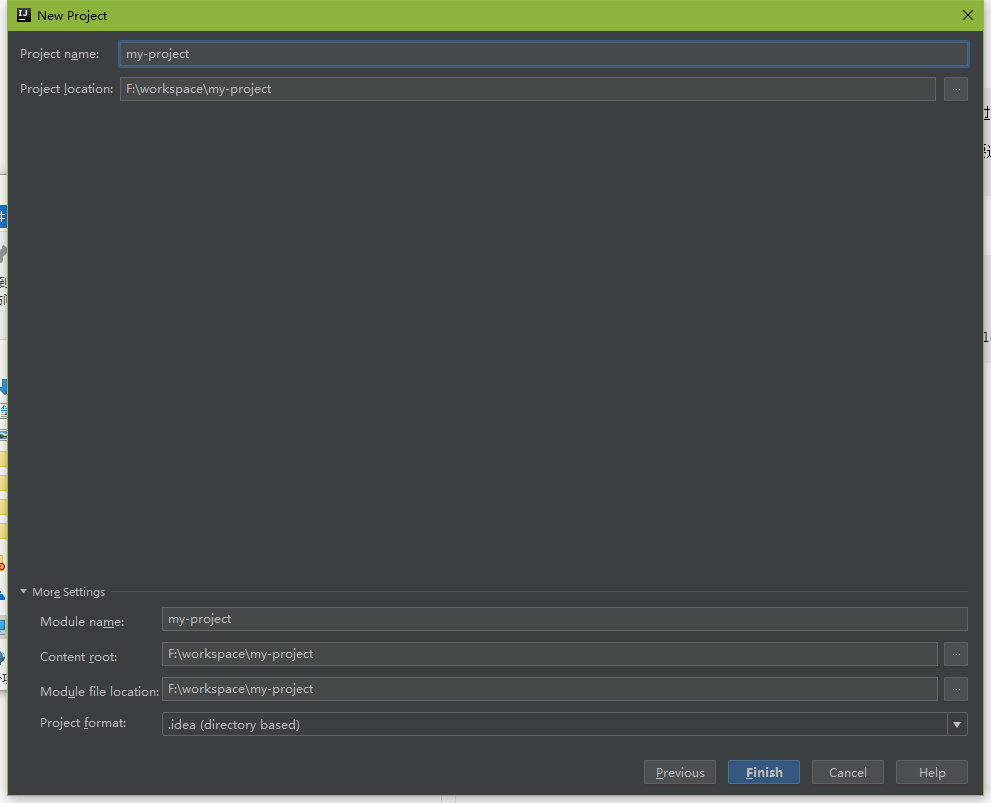 New Project
Project name: my-project
Project location: F:\workspace\my-project ...
More Settings
Module name: my-project
Content root: F:\workspace\my-project ...
Module file location: F:\workspace\my-project ...
Project format: .idea (directory based)
Previous Finish Cancel Help